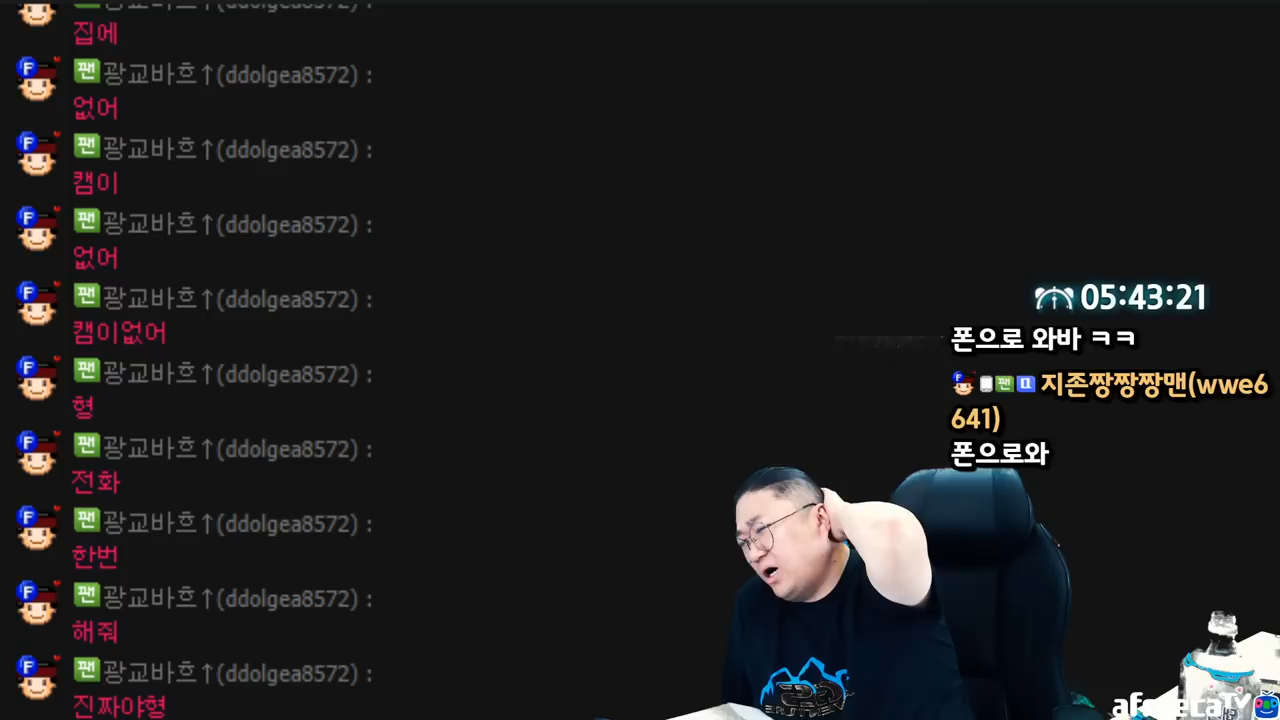 집에
팬 광교바흐↑(ddolgea8572) :
없어
팬 광교바흐↑(ddolgea8572) :
캠이
팬 광교바흐↑(ddolgea8572) :
없어
팬 광교바흐↑(ddolgea8572) :
캠이없어
팬 광교바흐↑(ddolgea8572) :
형
팬 광교바흐↑(ddolgea8572) :
전화
팬 광교바흐↑(ddolgea8572) :
한번
팬 광교바흐↑(ddolgea8572) :
해줘
팬 광교바흐↑(ddolgea8572) :
진짜야형
05:43:21
폰으로 와바 ㅋㅋ
팬 지존짱짱짱맨(wwe6
641)
폰으로와
afreecaTV